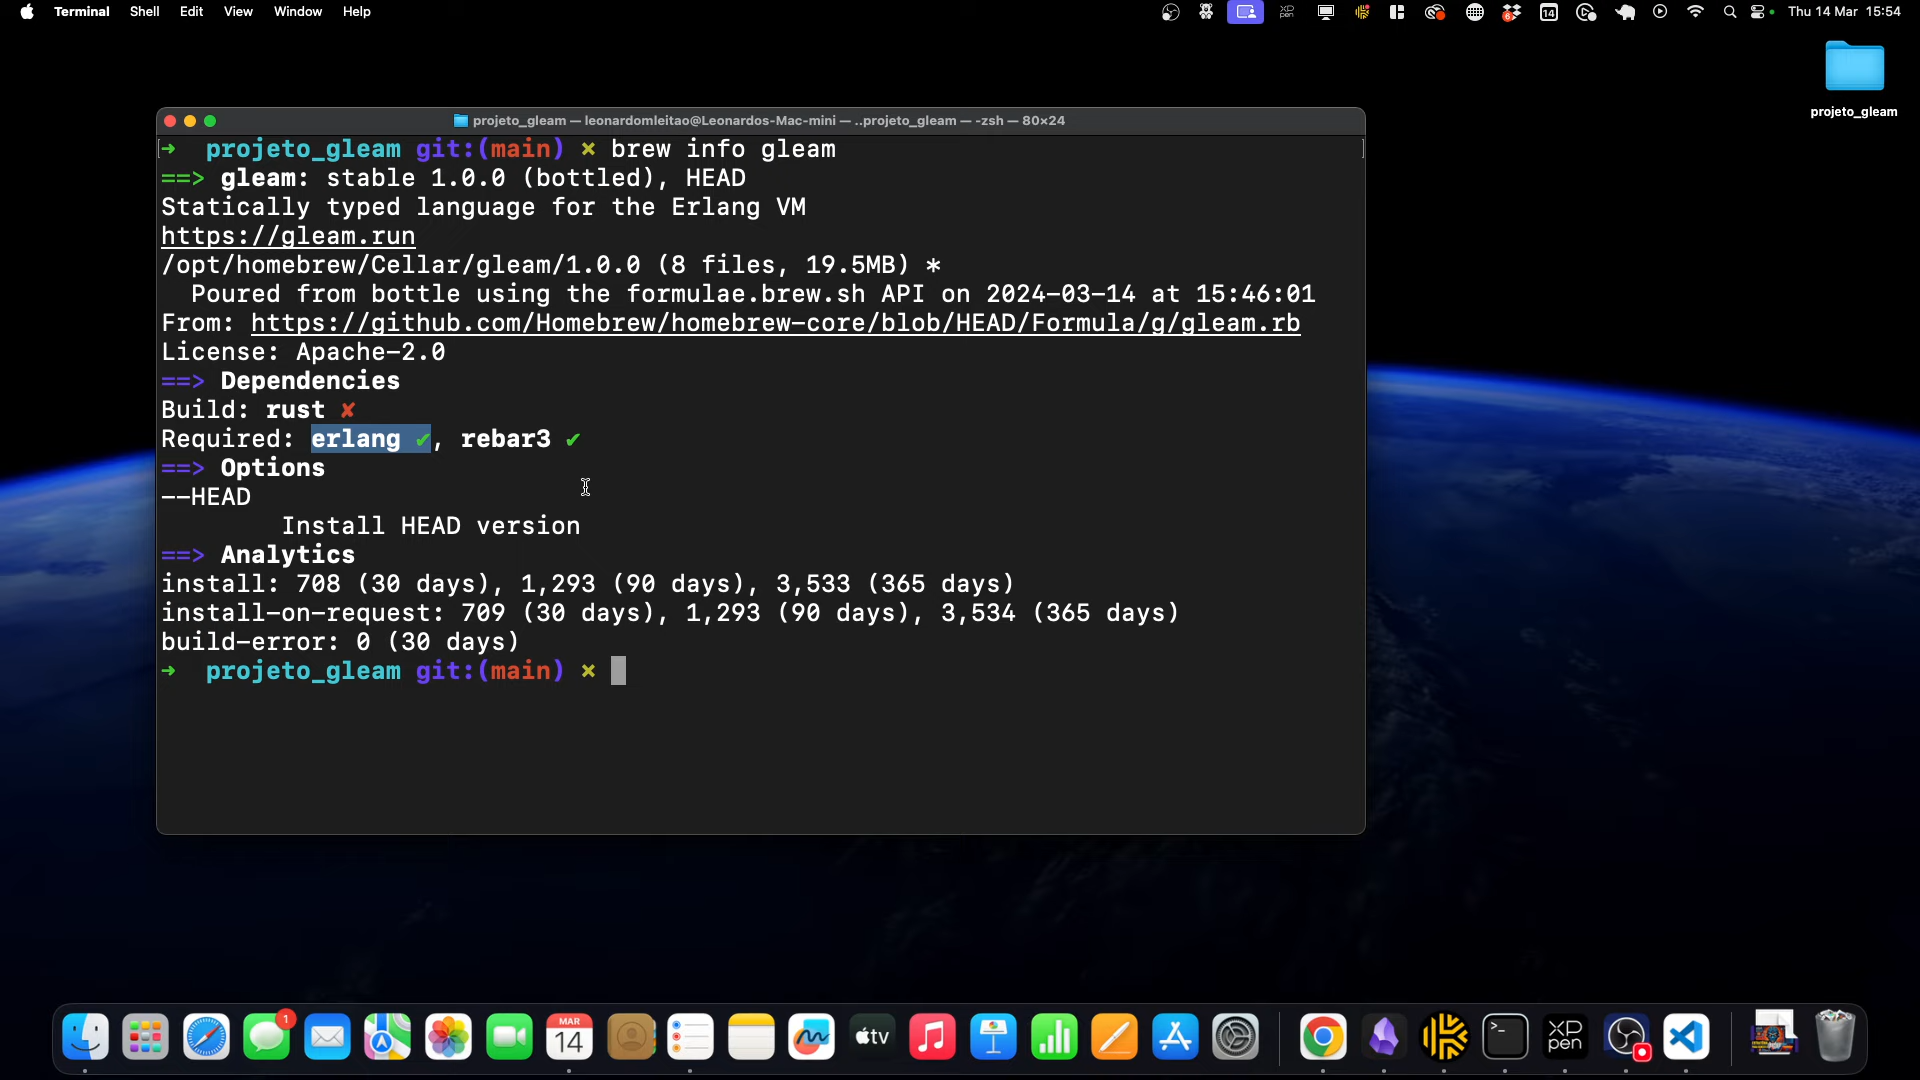 Terminal Shell Edit View Window Help
6
14
Thu 14 Mar 15:54
projeto_gleam
projeto_gleam — leonardomleitao@Leonardos-Mac-mini — ..projeto_gleam — -zsh — 80×24
[➜ projeto_gleam git:(main) ✗ brew info gleam ]
==> gleam: stable 1.0.0 (bottled), HEAD
Statically typed language for the Erlang VM
https://gleam.run
/opt/homebrew/Cellar/gleam/1.0.0 (8 files, 19.5MB) *
Poured from bottle using the formulae.brew.sh API on 2024-03-14 at 15:46:01
From: https://github.com/Homebrew/homebrew-core/blob/HEAD/Formula/g/gleam.rb
License: Apache-2.0
==> Dependencies
Build: rust ✘
Required: erlang ✔, rebar3 ✔
==> Options
--HEAD
Install HEAD version
==> Analytics
install: 708 (30 days), 1,293 (90 days), 3,533 (365 days)
install-on-request: 709 (30 days), 1,293 (90 days), 3,534 (365 days)
build-error: 0 (30 days)
➜ projeto_gleam git:(main) ✗
1
MAR
14
tv
>_
XP
pen